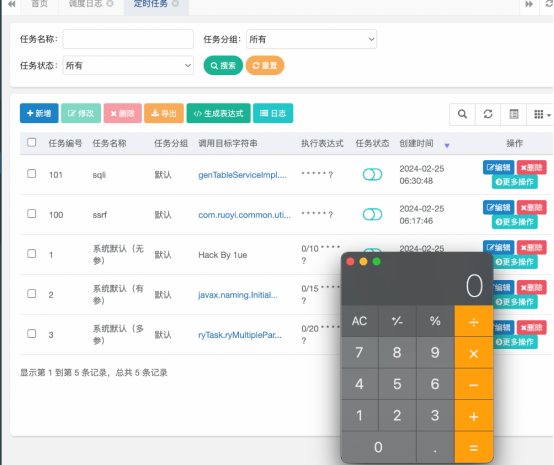 首页 调度日志 定时任务
任务名称： 任务分组： 所有
任务状态： 所有 搜索 重置
+ 新增 修改 × 删除 导出 </> 生成表达式 日志
任务编号 任务名称 任务分组 调用目标字符串 执行表达式 任务状态 创建时间 操作
101 sqli 默认 genTableServiceImpl.... * * * * * ? 2024-02-25 06:30:48 编辑 ×删除 更多操作
100 ssrf 默认 com.ruoyi.common.uti... * * * * * ? 2024-02-25 06:17:46 编辑 ×删除 更多操作
1 系统默认（无参） 默认 Hack By 1ue 0/10 * * * * ? 2024-02-25 编辑 ×删除 更多操作
2 系统默认（有参） 默认 javax.naming.Initial... 0/15 * * * * ? 编辑 ×删除 更多操作
3 系统默认（多参） 默认 ryTask.ryMultiplePar... 0/20 * * * * ? 编辑 ×删除 更多操作
显示第 1 到第 5 条记录，总共 5 条记录
0
AC +/- % ÷
7 8 9 ×
4 5 6 −
1 2 3 +
0 . =